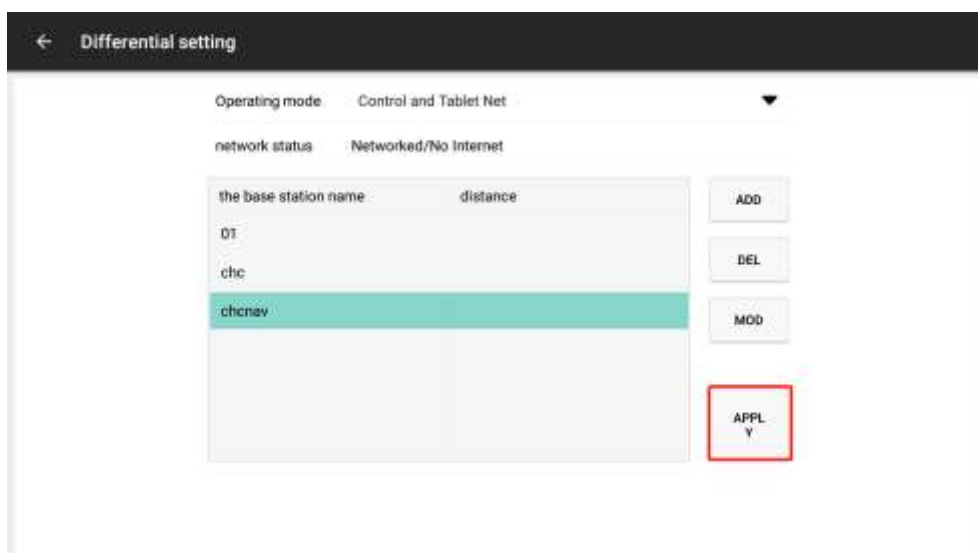 Differential setting
Operating mode Control and Tablet Net
network status Networked/No Internet
the base station name distance
ADD
01
DEL
chc
chcnav
MOD
APPL
Y